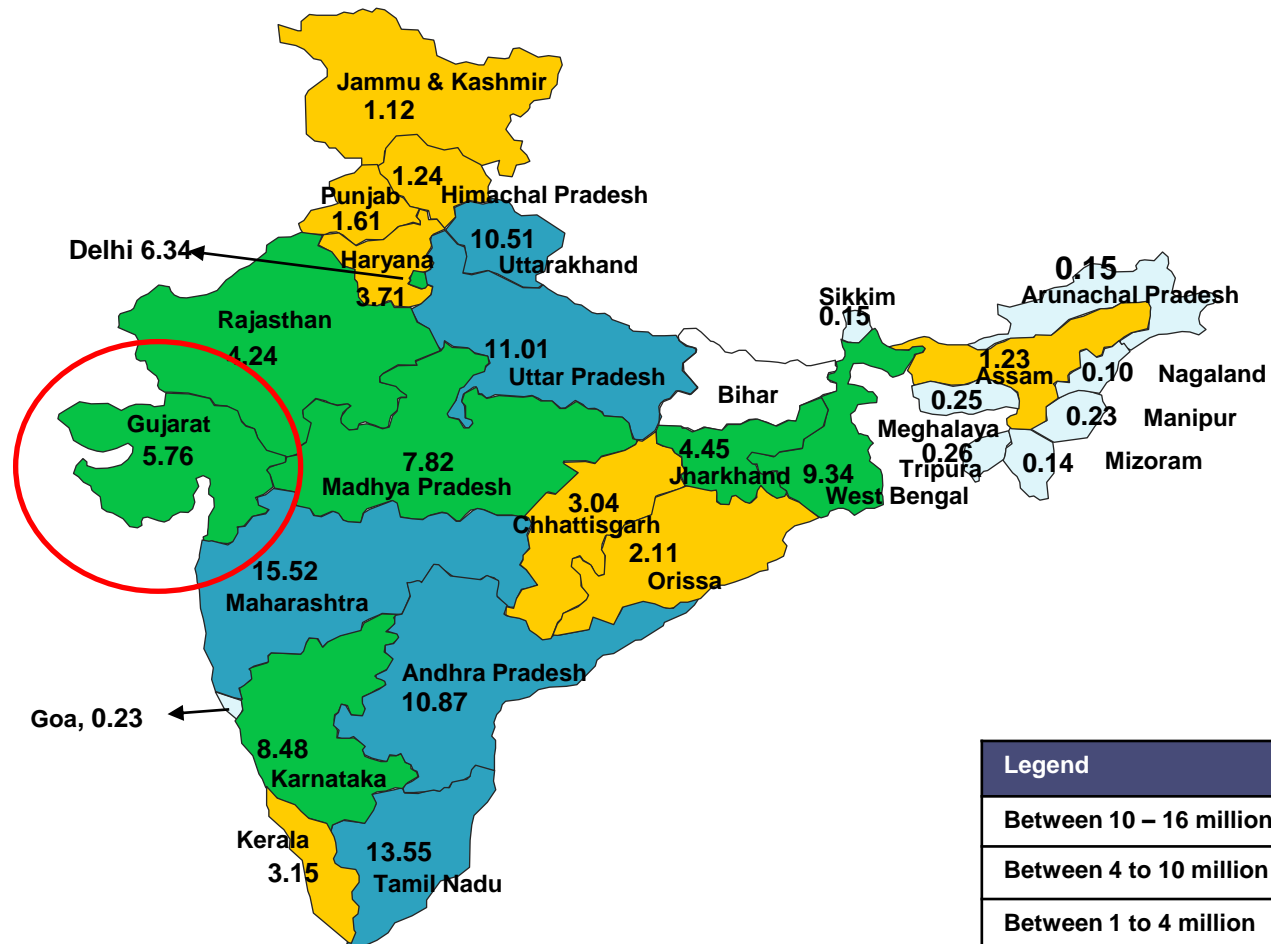 Jammu & Kashmir
1.12
1.24
Himachal Pradesh
Punjab
1.61
Delhi 6.34
Haryana
3.71
10.51
Uttarakhand
Rajasthan
4.24
11.01
Uttar Pradesh
Bihar
Sikkim
0.15
0.15
Arunachal Pradesh
1.23
Assam
0.10
Nagaland
0.25
Meghalaya
0.23
Manipur
0.26
Tripura
0.14
Mizoram
Gujarat
5.76
7.82
Madhya Pradesh
4.45
Jharkhand
9.34
West Bengal
3.04
Chhattisgarh
2.11
Orissa
15.52
Maharashtra
Andhra Pradesh
10.87
Goa, 0.23
8.48
Karnataka
Kerala
3.15
13.55
Tamil Nadu
Legend
Between 10 – 16 million
Between 4 to 10 million
Between 1 to 4 million